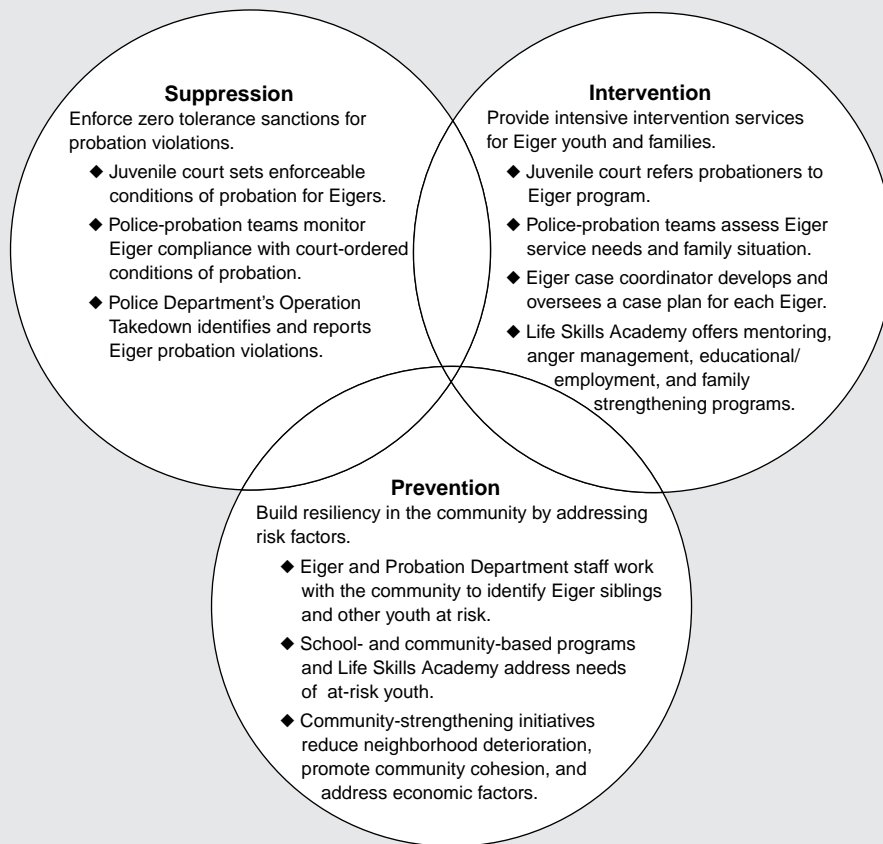 Suppression
Enforce zero tolerance sanctions for
probation violations.
◆ Juvenile court sets enforceable
conditions of probation for Eigers.
◆ Police-probation teams monitor
Eiger compliance with court-ordered
conditions of probation.
◆ Police Department’s Operation
Takedown identifies and reports
Eiger probation violations.
Intervention
Provide intensive intervention services
for Eiger youth and families.
◆ Juvenile court refers probationers to
Eiger program.
◆ Police-probation teams assess Eiger
service needs and family situation.
◆ Eiger case coordinator develops and
oversees a case plan for each Eiger.
◆ Life Skills Academy offers mentoring,
anger management, educational/
employment, and family
strengthening programs.
Prevention
Build resiliency in the community by addressing
risk factors.
◆ Eiger and Probation Department staff work
with the community to identify Eiger siblings
and other youth at risk.
◆ School- and community-based programs
and Life Skills Academy address needs
of at-risk youth.
◆ Community-strengthening initiatives
reduce neighborhood deterioration,
promote community cohesion, and
address economic factors.